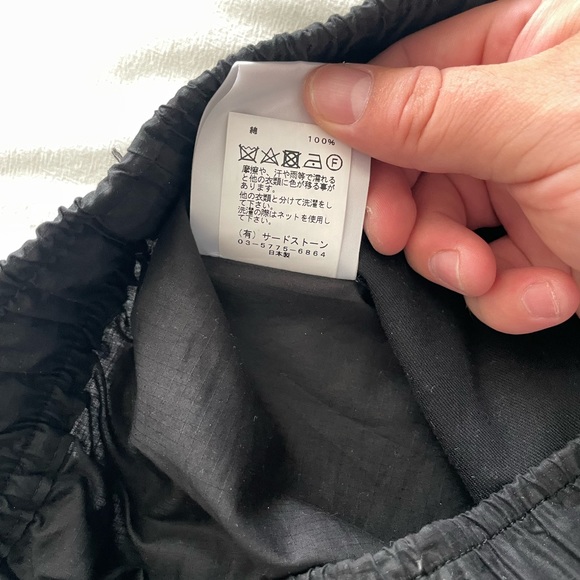 綿 100%
F
摩擦や、汗や雨等で濡れる
と他の衣類に色が移る事が
あります。
他の衣類と分けて洗濯をし
て下さい。
洗濯の際はネットを使用し
て下さい。
(有) サードストーン
03-5775-6864
日本製